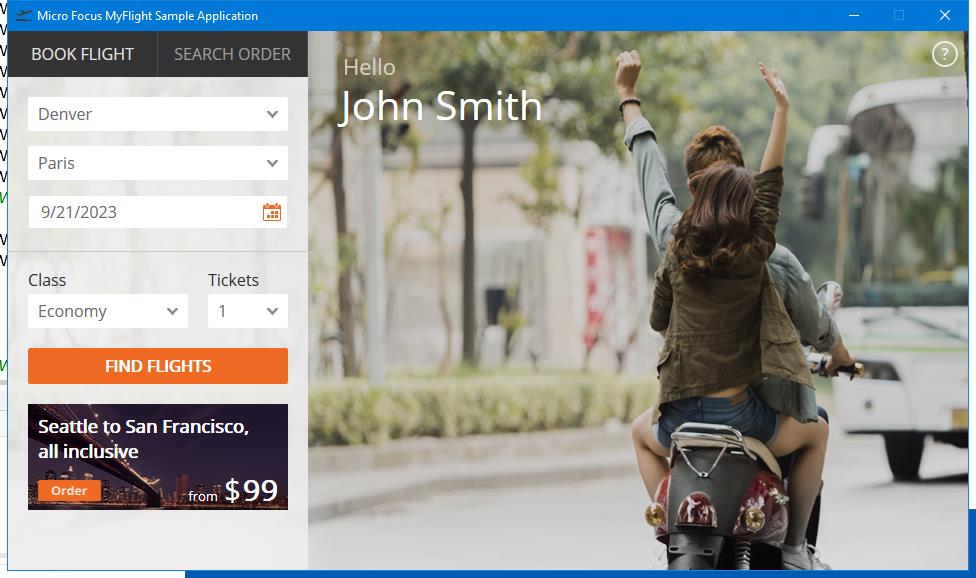 Micro Focus MyFlight Sample Application
BOOK FLIGHT
SEARCH ORDER
Hello
John Smith
?
Denver
Paris
9/21/2023
Class
Tickets
Economy
1
FIND FLIGHTS
Seattle to San Francisco,
all inclusive
Order
from $99